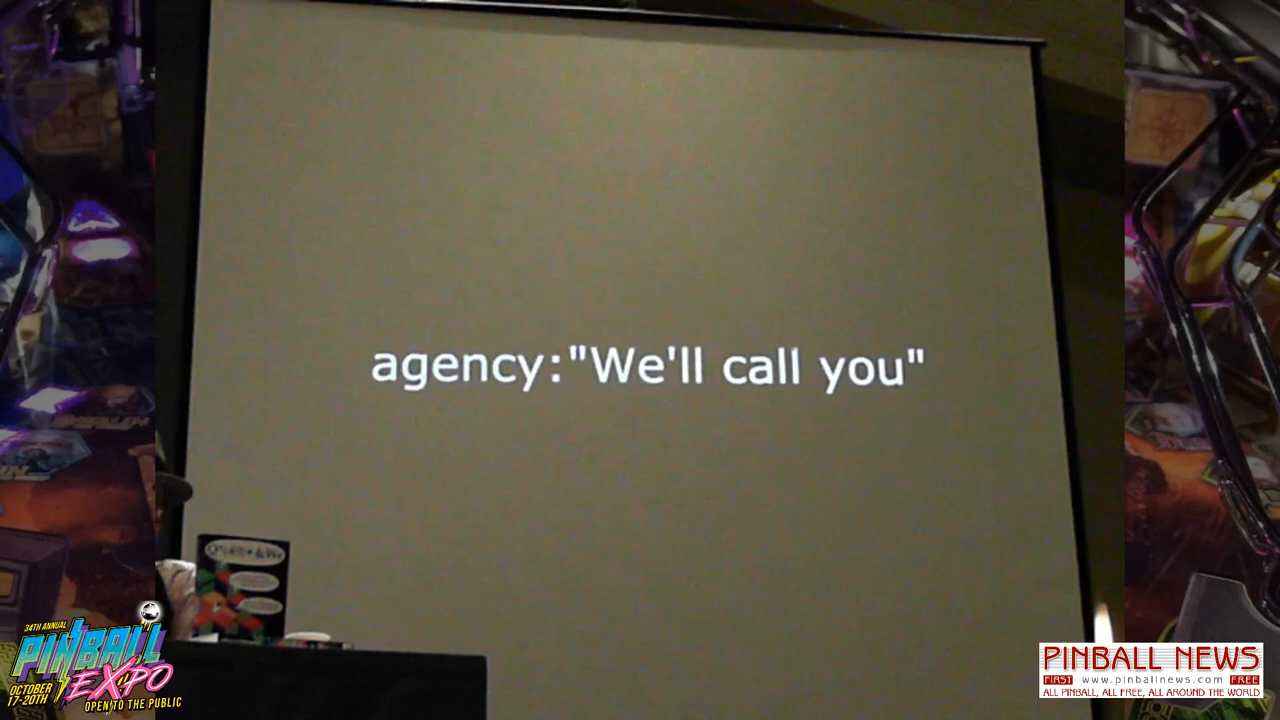 agency:"We'll call you"
34TH ANNUAL
PINBALL
EXPO
OCTOBER
17-20TH
OPEN TO THE PUBLIC
PINBALL NEWS
FIRST www.pinballnews.com FREE
ALL PINBALL, ALL FREE, ALL AROUND THE WORLD